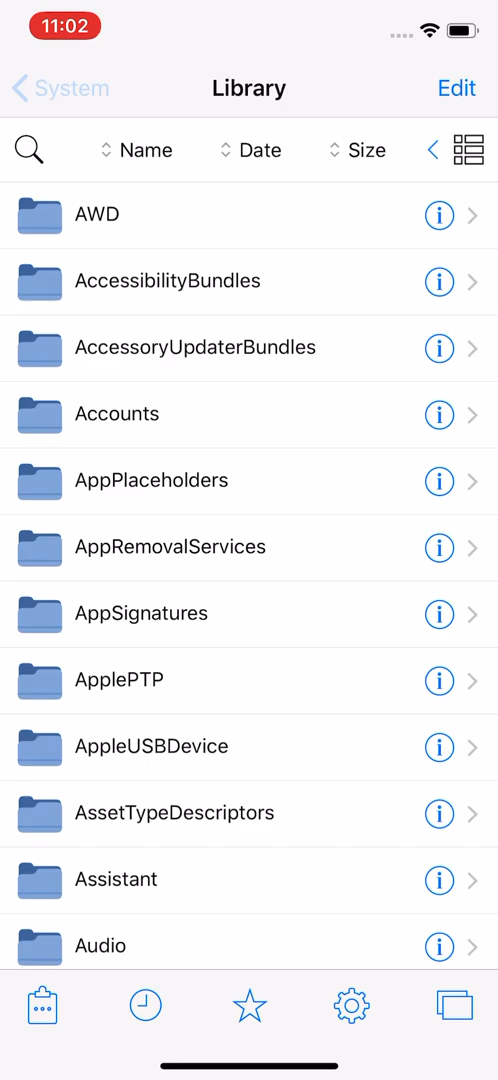 11:02
System
Library
Edit
Name
Date
Size
AWD
AccessibilityBundles
AccessoryUpdaterBundles
Accounts
AppPlaceholders
AppRemovalServices
AppSignatures
ApplePTP
AppleUSBDevice
AssetTypeDescriptors
Assistant
Audio